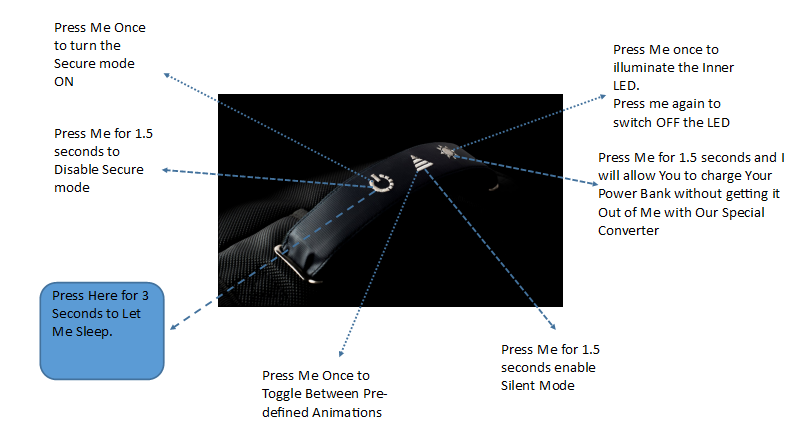 Press Me Once
to turn the
Secure mode
ON
Press Me once to
illuminate the Inner
LED.
Press me again to
switch OFF the LED
Press Me for 1.5
seconds to
Disable Secure
mode
Press Me for 1.5 seconds and I
will allow You to charge Your
Power Bank without getting it
Out of Me with Our Special
Converter
Press Here for 3
Seconds to Let
Me Sleep.
Press Me for 1.5
seconds enable
Silent Mode
Press Me Once to
Toggle Between Pre-
defined Animations